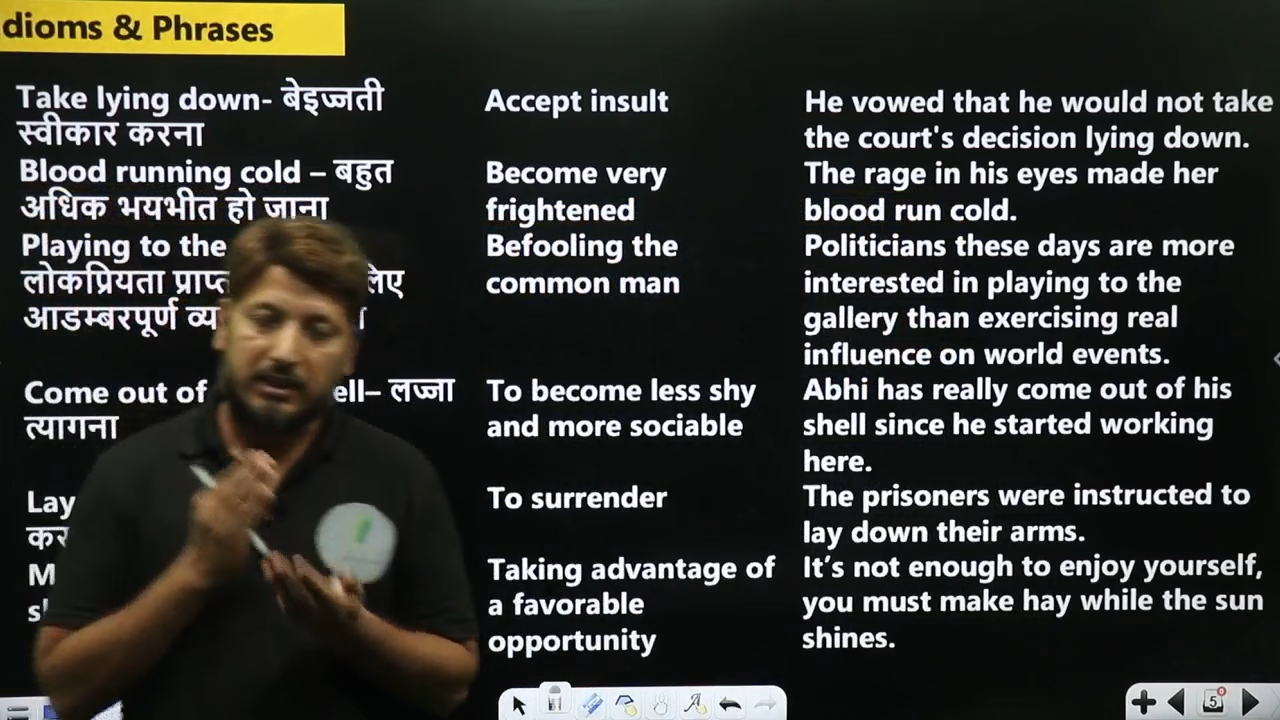 dioms & Phrases
Take lying down- बेइज्जती
स्वीकार करना
Accept insult
He vowed that he would not take
the court's decision lying down.
Blood running cold – बहुत
अधिक भयभीत हो जाना
Become very
frightened
The rage in his eyes made her
blood run cold.
Playing to the
लोकप्रियता प्राप्त लिए
आडम्बरपूर्ण
Befooling the
common man
Politicians these days are more
interested in playing to the
gallery than exercising real
influence on world events.
Come out of ell– लज्जा
त्यागना
To become less shy
and more sociable
Abhi has really come out of his
shell since he started working
here.
Lay
कर
To surrender
The prisoners were instructed to
lay down their arms.
M
Taking advantage of
a favorable
opportunity
It's not enough to enjoy yourself,
you must make hay while the sun
shines.
5